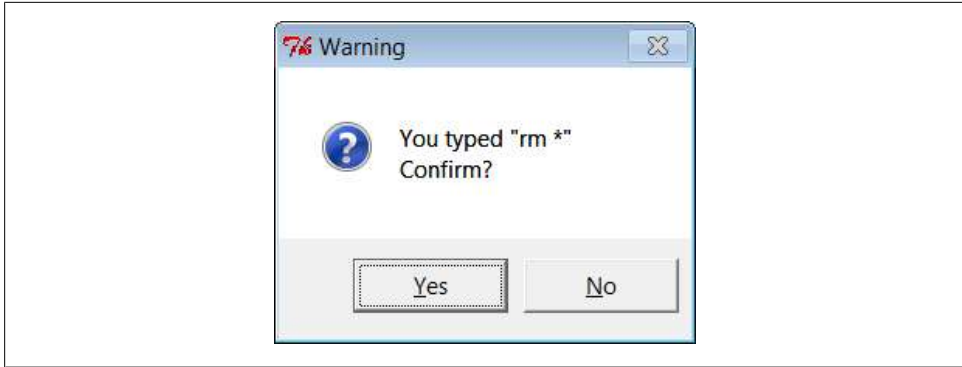 Warning
You typed "rm *"
Confirm?
Yes
No